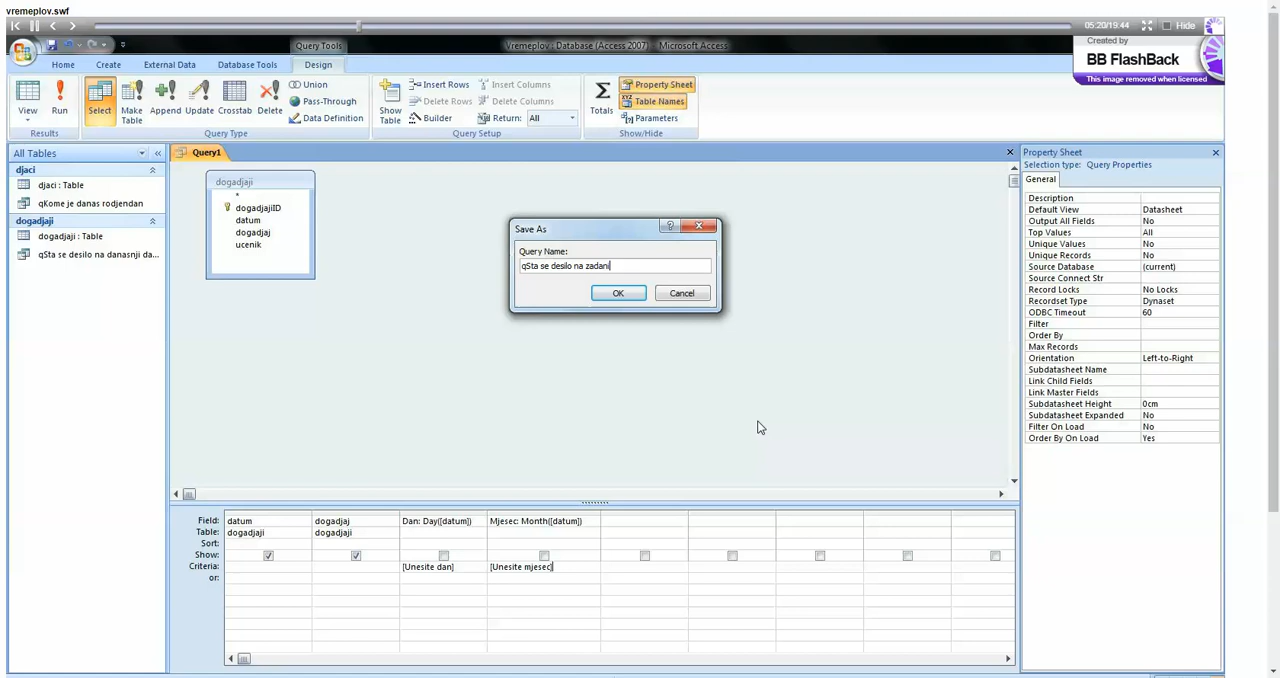 vremeplov.swf
05:20/19.44
Hide
Created by
BB FlashBack
This image removed when licensed
Query Tools
Vremeplov : Database (Access 2007) - Microsoft Access
Home
Create
External Data
Database Tools
Design
View
Run
Results
Select
Make Table
Append
Update
Crosstab
Delete
Union
Pass-Through
Data Definition
Query Type
Show Table
Insert Rows
Delete Rows
Builder
Insert Columns
Delete Columns
Return: All
Query Setup
Totals
Property Sheet
Table Names
Parameters
Show/Hide
All Tables
djaci
djaci : Table
qKome je danas rodjendan
dogadjaji
dogadjaji : Table
qSta se desilo na danasnji da...
Query1
dogadjaji
*
dogadjajiID
datum
dogadjaj
ucenik
Save As
Query Name:
qSta se desilo na zadani
OK
Cancel
Property Sheet
Selection type: Query Properties
General
Description
Default View Datasheet
Output All Fields No
Top Values All
Unique Values No
Unique Records No
Source Database (current)
Source Connect Str
Record Locks No Locks
Recordset Type Dynaset
ODBC Timeout 60
Filter
Order By
Max Records
Orientation Left-to-Right
Subdatasheet Name
Link Child Fields
Link Master Fields
Subdatasheet Height 0cm
Subdatasheet Expanded No
Filter On Load No
Order By On Load Yes
Field: datum dogadjaj Dan: Day([datum]) Mjesec: Month([datum])
Table: dogadjaji dogadjaji
Sort:
Show:
Criteria: [Unesite dan] [Unesite mjesec]
or: